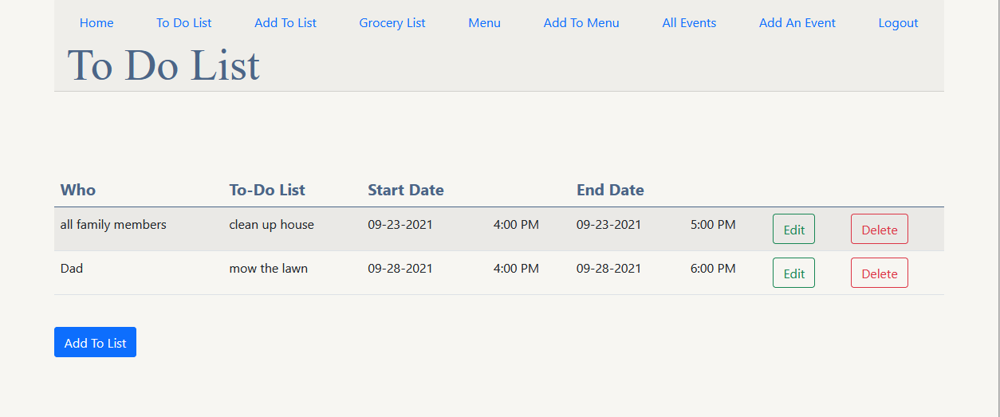 Home To Do List Add To List Grocery List Menu Add To Menu All Events Add An Event Logout
To Do List
Who To-Do List Start Date End Date
all family members clean up house 09-23-2021 4:00 PM 09-23-2021 5:00 PM Edit Delete
Dad mow the lawn 09-28-2021 4:00 PM 09-28-2021 6:00 PM Edit Delete
Add To List